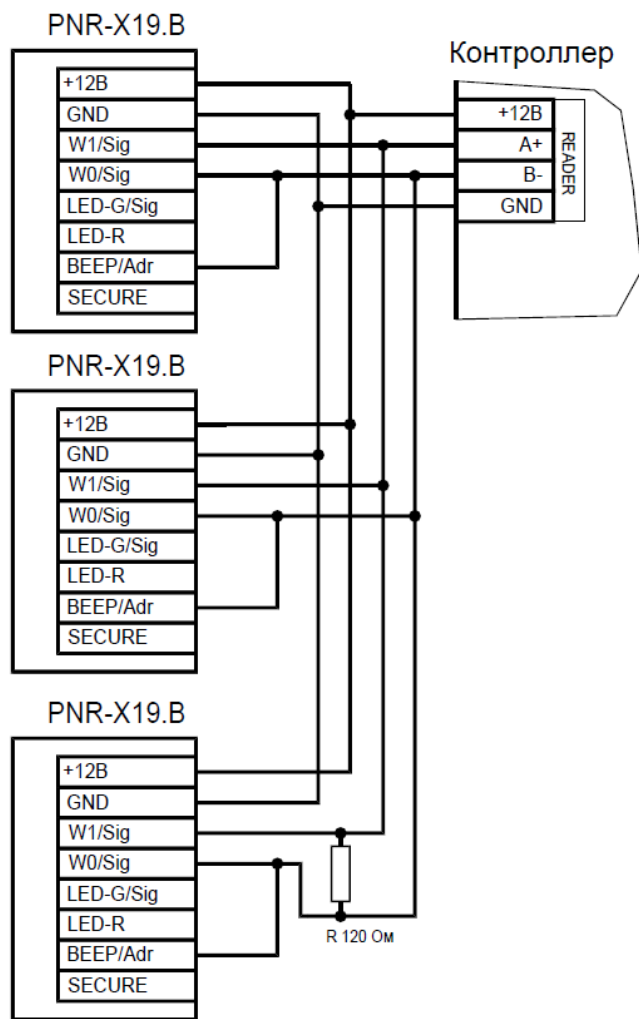 PNR-X19.B
+12В
GND
W1/Sig
W0/Sig
LED-G/Sig
LED-R
BEEP/Adr
SECURE
Контроллер
+12В
A+
B-
GND
READER
PNR-X19.B
+12В
GND
W1/Sig
W0/Sig
LED-G/Sig
LED-R
BEEP/Adr
SECURE
PNR-X19.B
+12В
GND
W1/Sig
W0/Sig
LED-G/Sig
LED-R
BEEP/Adr
SECURE
R 120 Ом